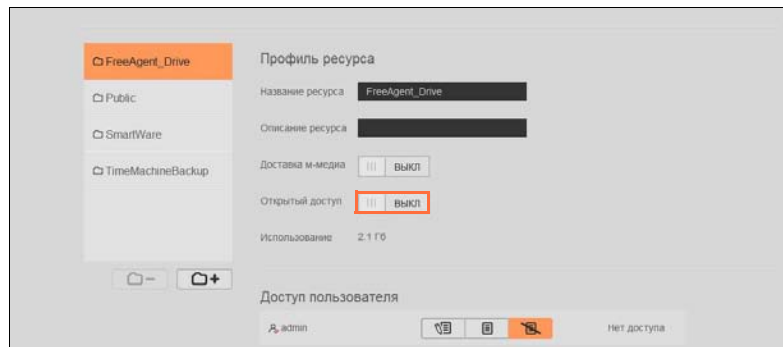 FreeAgent_Drive
Public
SmartWare
TimeMachineBackup
Профиль ресурса
Название ресурса FreeAgent_Drive
Описание ресурса
Доставка м-медиа ВЫКЛ
Открытый доступ ВЫКЛ
Использование 2.1 Гб
Доступ пользователя
admin Нет доступа